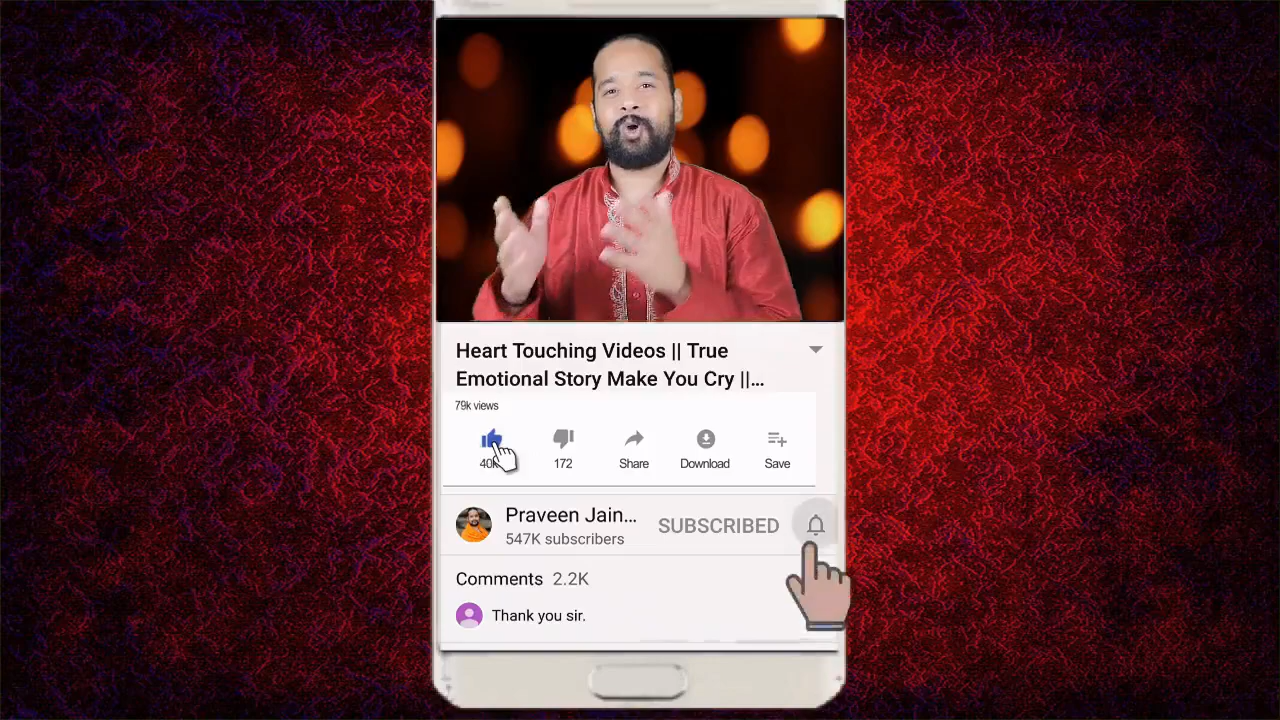 Heart Touching Videos || True
Emotional Story Make You Cry ||...
79k views
40K
172
Share
Download
Save
Praveen Jain...
SUBSCRIBED
547K subscribers
Comments 2.2K
Thank you sir.